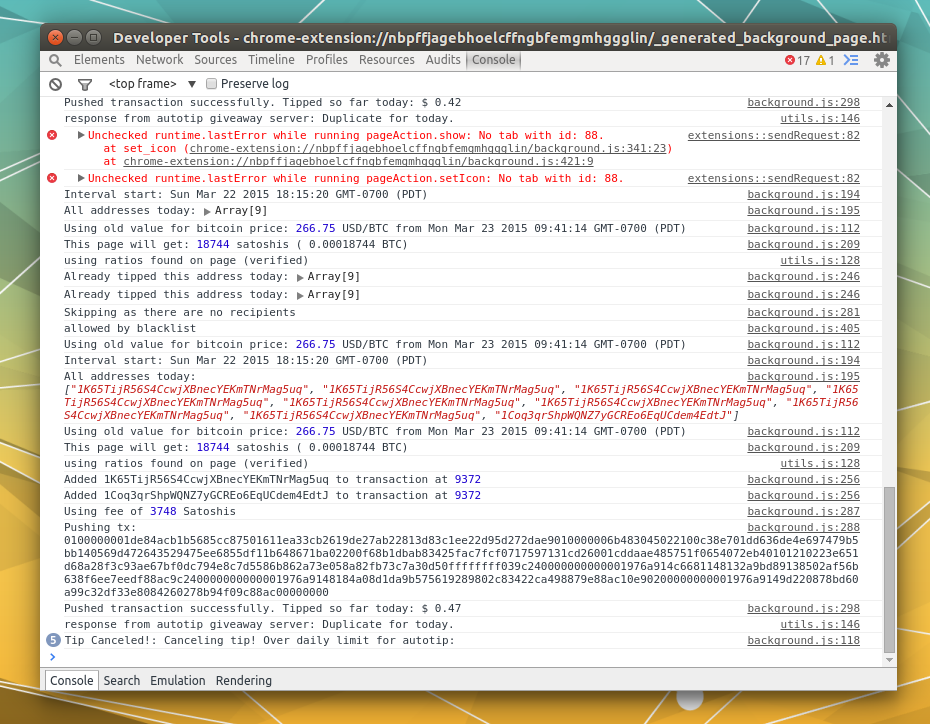 Developer Tools - chrome-extension://nbpffjagebhoelcffngbfemgmhggglin/_generated_background_page.ht
Elements Network Sources Timeline Profiles Resources Audits Console 17 1
<top frame> ▼ Preserve log
Pushed transaction successfully. Tipped so far today: $ 0.42 background.js:298
response from autotip giveaway server: Duplicate for today. utils.js:146
▶Unchecked runtime.lastError while running pageAction.show: No tab with id: 88. extensions::sendRequest:82
at set_icon (chrome-extension://nbpffjagebhoelcffngbfemgmhggglin/background.js:341:23)
at chrome-extension://nbpffjagebhoelcffngbfemgmhggglin/background.js:421:9
▶Unchecked runtime.lastError while running pageAction.setIcon: No tab with id: 88. extensions::sendRequest:82
Interval start: Sun Mar 22 2015 18:15:20 GMT-0700 (PDT) background.js:194
All addresses today: ▶ Array[9] background.js:195
Using old value for bitcoin price: 266.75 USD/BTC from Mon Mar 23 2015 09:41:14 GMT-0700 (PDT) background.js:112
This page will get: 18744 satoshis ( 0.00018744 BTC) background.js:209
using ratios found on page (verified) utils.js:128
Already tipped this address today: ▶ Array[9] background.js:246
Already tipped this address today: ▶ Array[9] background.js:246
Skipping as there are no recipients background.js:281
allowed by blacklist background.js:405
Using old value for bitcoin price: 266.75 USD/BTC from Mon Mar 23 2015 09:41:14 GMT-0700 (PDT) background.js:112
Interval start: Sun Mar 22 2015 18:15:20 GMT-0700 (PDT) background.js:194
All addresses today: background.js:195
["1K65TijR56S4CcwjXBnecYEKmTNrMag5uq", "1K65TijR56S4CcwjXBnecYEKmTNrMag5uq", "1K65TijR56S4CcwjXBnecYEKmTNrMag5uq", "1K65
TijR56S4CcwjXBnecYEKmTNrMag5uq", "1K65TijR56S4CcwjXBnecYEKmTNrMag5uq", "1K65TijR56S4CcwjXBnecYEKmTNrMag5uq", "1K65TijR56
S4CcwjXBnecYEKmTNrMag5uq", "1K65TijR56S4CcwjXBnecYEKmTNrMag5uq", "1Coq3qrShpWQNZ7yGCREo6EqUCdem4EdtJ"]
Using old value for bitcoin price: 266.75 USD/BTC from Mon Mar 23 2015 09:41:14 GMT-0700 (PDT) background.js:112
This page will get: 18744 satoshis ( 0.00018744 BTC) background.js:209
using ratios found on page (verified) utils.js:128
Added 1K65TijR56S4CcwjXBnecYEKmTNrMag5uq to transaction at 9372 background.js:256
Added 1Coq3qrShpWQNZ7yGCREo6EqUCdem4EdtJ to transaction at 9372 background.js:256
Using fee of 3748 Satoshis background.js:287
Pushing tx: background.js:288
0100000001de84acb1b5685cc87501611ea33cb2619de27ab22813d83c1ee22d95d272dae9010000006b483045022100c38e701dd636de4e697479b5
bb140569d472643529475ee6855df11b648671ba02200f68b1dbab83425fac7fcf0717597131cd26001cddaae485751f0654072eb40101210223e651
d68a28f3c93ae67bf0dc794e8c7d5586b862a73e058a82fb73c7a30d50ffffffff039c240000000000001976a914c6681148132a9bd89138502af56b
638f6ee7eedf88ac9c240000000000001976a9148184a08d1da9b575619289802c83422ca498879e88ac10e90200000000001976a9149d220878bd60
a99c32df33e8084260278b94f09c88ac00000000
Pushed transaction successfully. Tipped so far today: $ 0.47 background.js:298
response from autotip giveaway server: Duplicate for today. utils.js:146
5 Tip Canceled!: Canceling tip! Over daily limit for autotip: background.js:118
>
Console Search Emulation Rendering